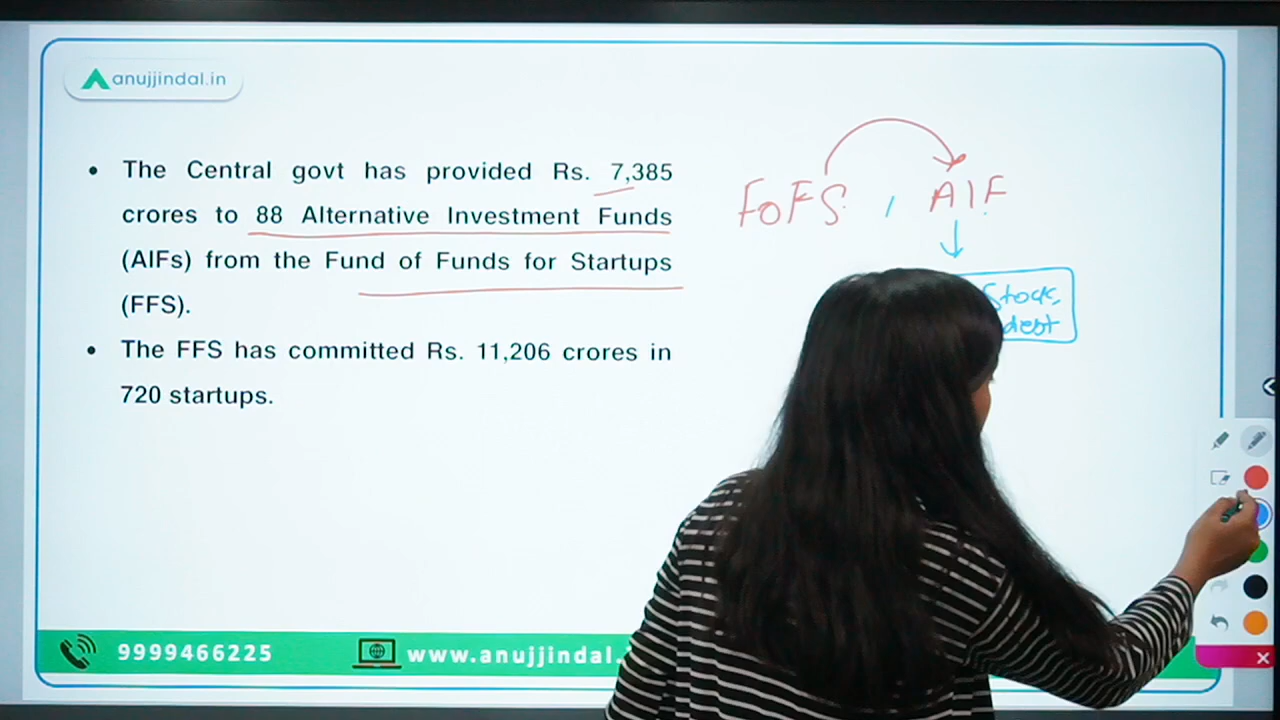 anujjindal.in
• The Central govt has provided Rs. 7,385
crores to 88 Alternative Investment Funds
(AIFs) from the Fund of Funds for Startups
(FFS).
• The FFS has committed Rs. 11,206 crores in
720 startups.
FoFS , AIF
Stock,
debt
9999466225
www.anujjindal.